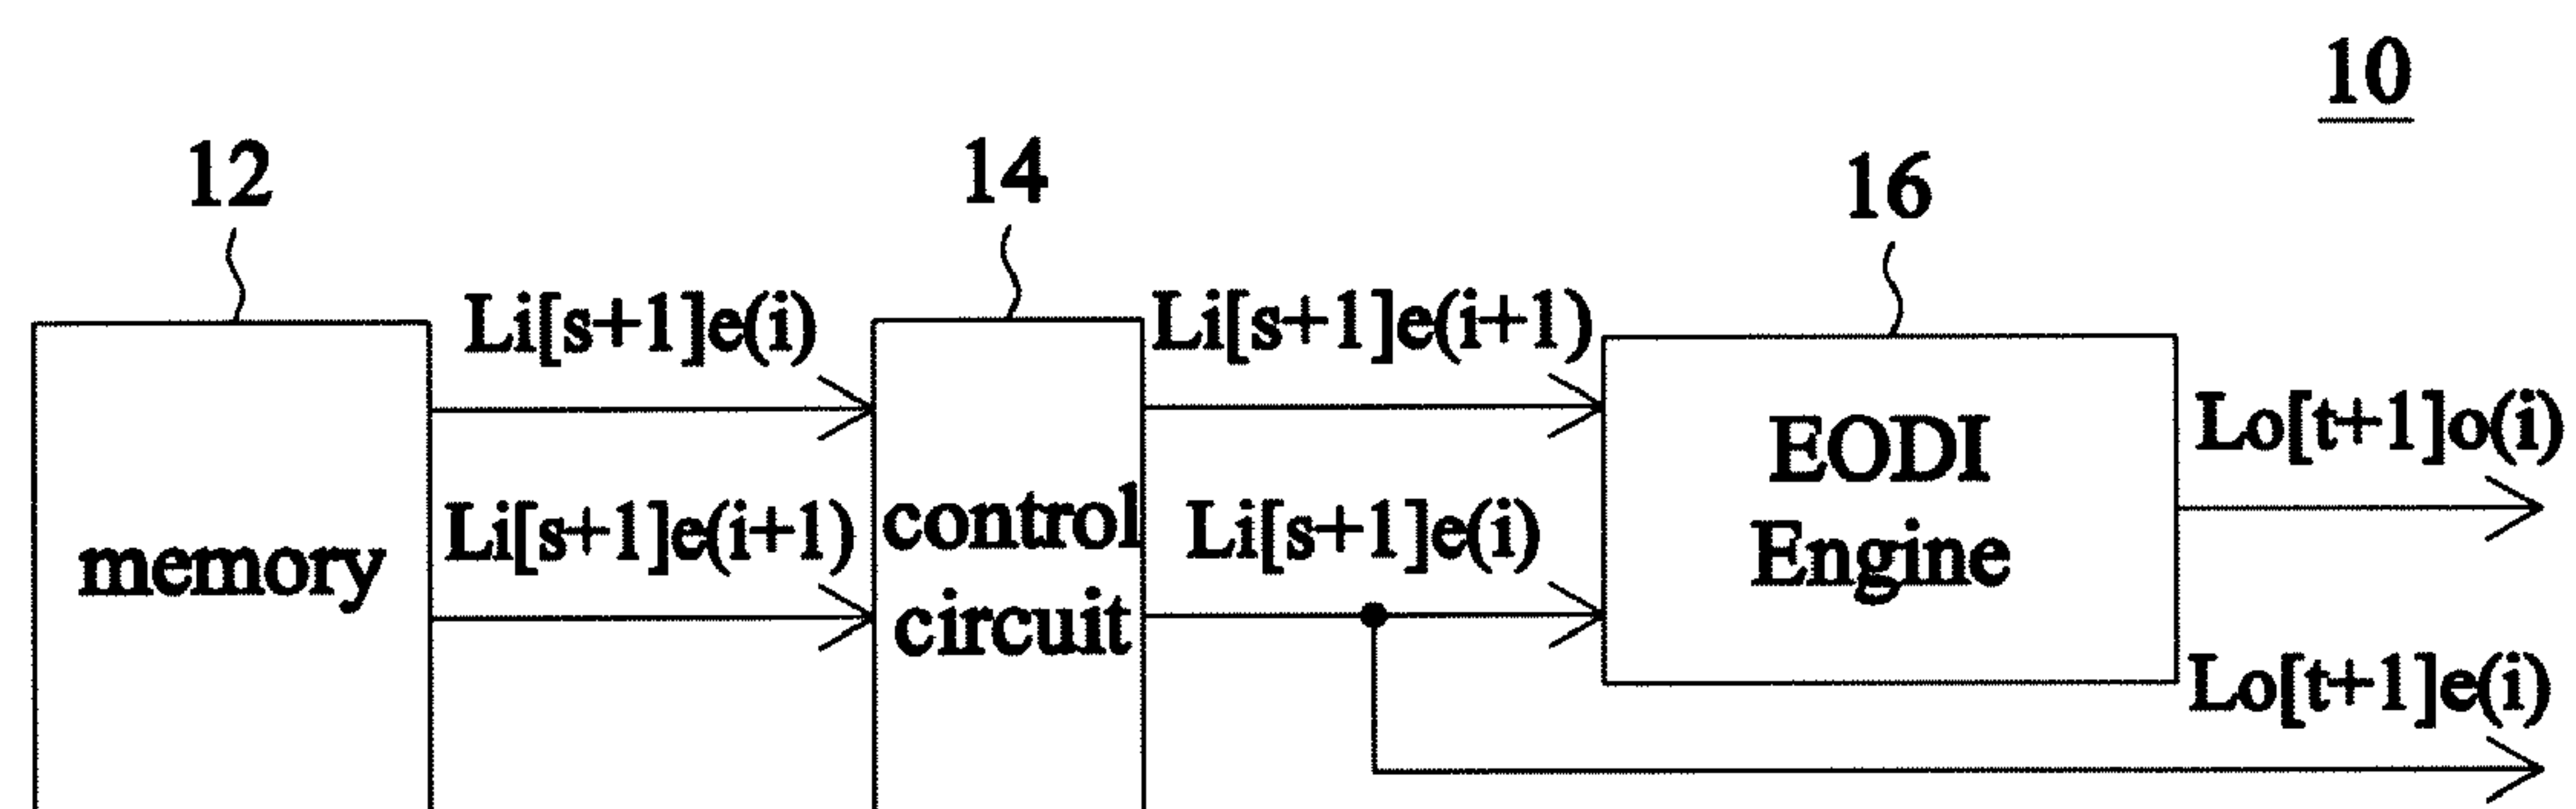 10
12
14
16
Li[s+1]e(i)
Li[s+1]e(i+1)
Li[s+1]e(i+1)
Li[s+1]e(i)
memory
control
circuit
EODI
Engine
Lo[t+1]o(i)
Lo[t+1]e(i)